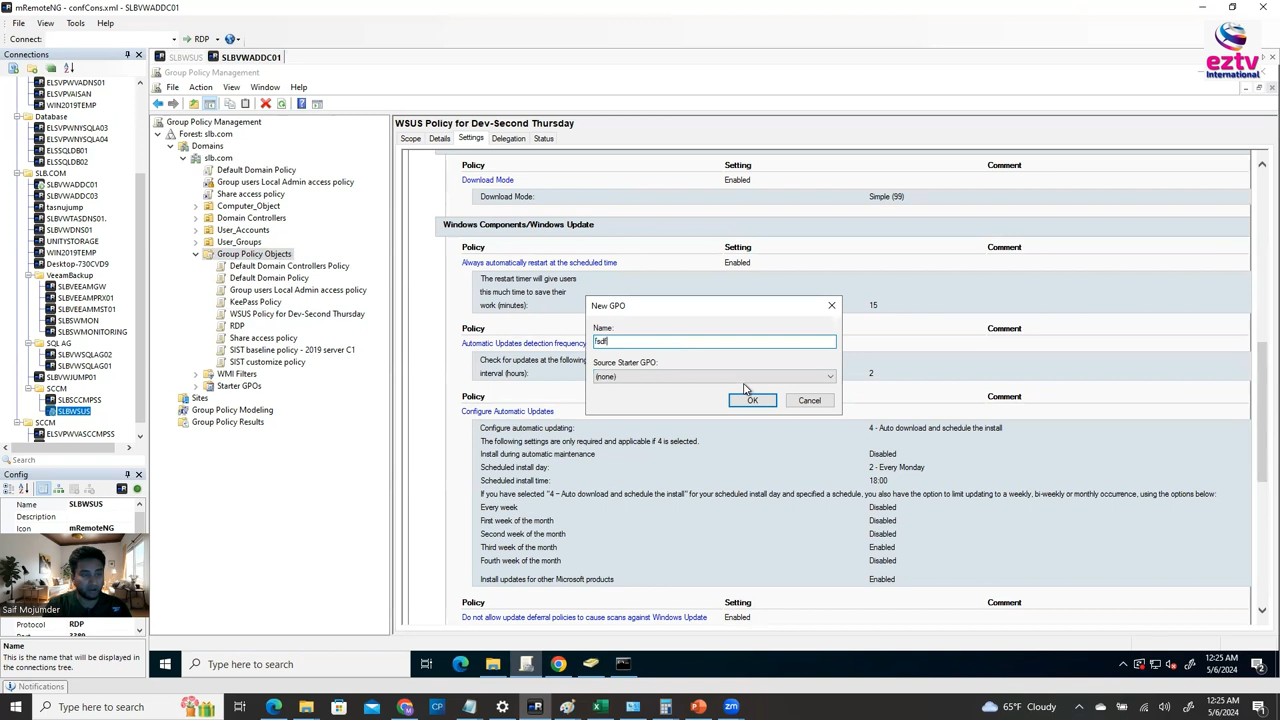 mRemoteNG - confCons.xml - SLBVWADDC01
File View Tools Help
Connect: RDP
Connections
ELSVPWVADNS01
ELSVPWVAISAN
WIN2019TEMP
Database
ELSVPWNYSQLA03
ELSVPWNYSQLA04
ELSSQLDB01
ELSSQLDB02
SLB.COM
SLBVWADDC01
SLBVWADDC03
tasnujump
SLBVWTASDNS01.
SLBVWDNS01
UNITYSTORAGE
WIN2019TEMP
Desktop-730CVD9
VeeamBackup
SLBVEEAMGW
SLBVEEAMPRX01
SLBVEEAMMST01
SLBVWSMON
SLBVWMONITORING
SQL AG
SLBVWSQLAG02
SLBVWSQLAG01
SLBVWJUMP01
SCCM
SLBSCCMPSS
SLBWSUS
SCCM
ELSVPWVASCCMPSS
Search
Config
Name SLBWSUS
Description
Icon mRemoteNG
Saif Mojumder
Protocol RDP
Port 3389
Name
This is the name that will be displayed in the connections tree.
Notifications
SLBWSUS SLBVWADDC01
Group Policy Management
File Action View Window Help
Group Policy Management
Forest: slb.com
Domains
slb.com
Default Domain Policy
Group users Local Admin access policy
Share access policy
Computer_Object
Domain Controllers
User_Accounts
User_Groups
Group Policy Objects
Default Domain Controllers Policy
Default Domain Policy
Group users Local Admin access policy
KeePass Policy
WSUS Policy for Dev-Second Thursday
RDP
Share access policy
SIST baseline policy - 2019 server C1
SIST customize policy
WMI Filters
Starter GPOs
Sites
Group Policy Modeling
Group Policy Results
WSUS Policy for Dev-Second Thursday
Scope Details Settings Delegation Status
Policy Setting Comment
Download Mode Enabled
Download Mode: Simple (99)
Windows Components/Windows Update
Policy Setting Comment
Always automatically restart at the scheduled time Enabled
The restart timer will give users
this much time to save their
work (minutes): 15
Policy
Automatic Updates detection frequency
Check for updates at the following
interval (hours): 2
Policy
Configure Automatic Updates
Configure automatic updating: 4 - Auto download and schedule the install
The following settings are only required and applicable if 4 is selected.
Install during automatic maintenance Disabled
Scheduled install day: 2 - Every Monday
Scheduled install time: 18:00
If you have selected "4 – Auto download and schedule the install" for your scheduled install day and specified a schedule, you also have the option to limit updating to a weekly, bi-weekly or monthly occurrence, using the options below:
Every week Disabled
First week of the month Disabled
Second week of the month Disabled
Third week of the month Enabled
Fourth week of the month Disabled
Install updates for other Microsoft products Enabled
Policy Setting Comment
Do not allow update deferral policies to cause scans against Windows Update Enabled
New GPO
Name:
fsdf
Source Starter GPO:
(none)
OK Cancel
eztv
International
Type here to search
12:25 AM
5/6/2024
Type here to search
65°F Cloudy
12:25 AM
5/6/2024